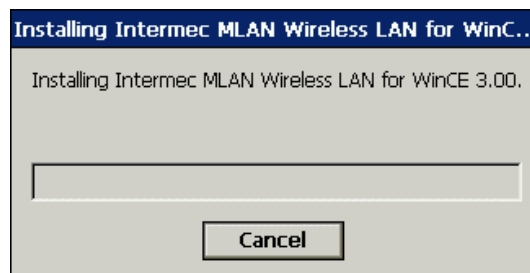 Installing Intermec MLAN Wireless LAN for WinC..
Installing Intermec MLAN Wireless LAN for WinCE 3.00.
Cancel